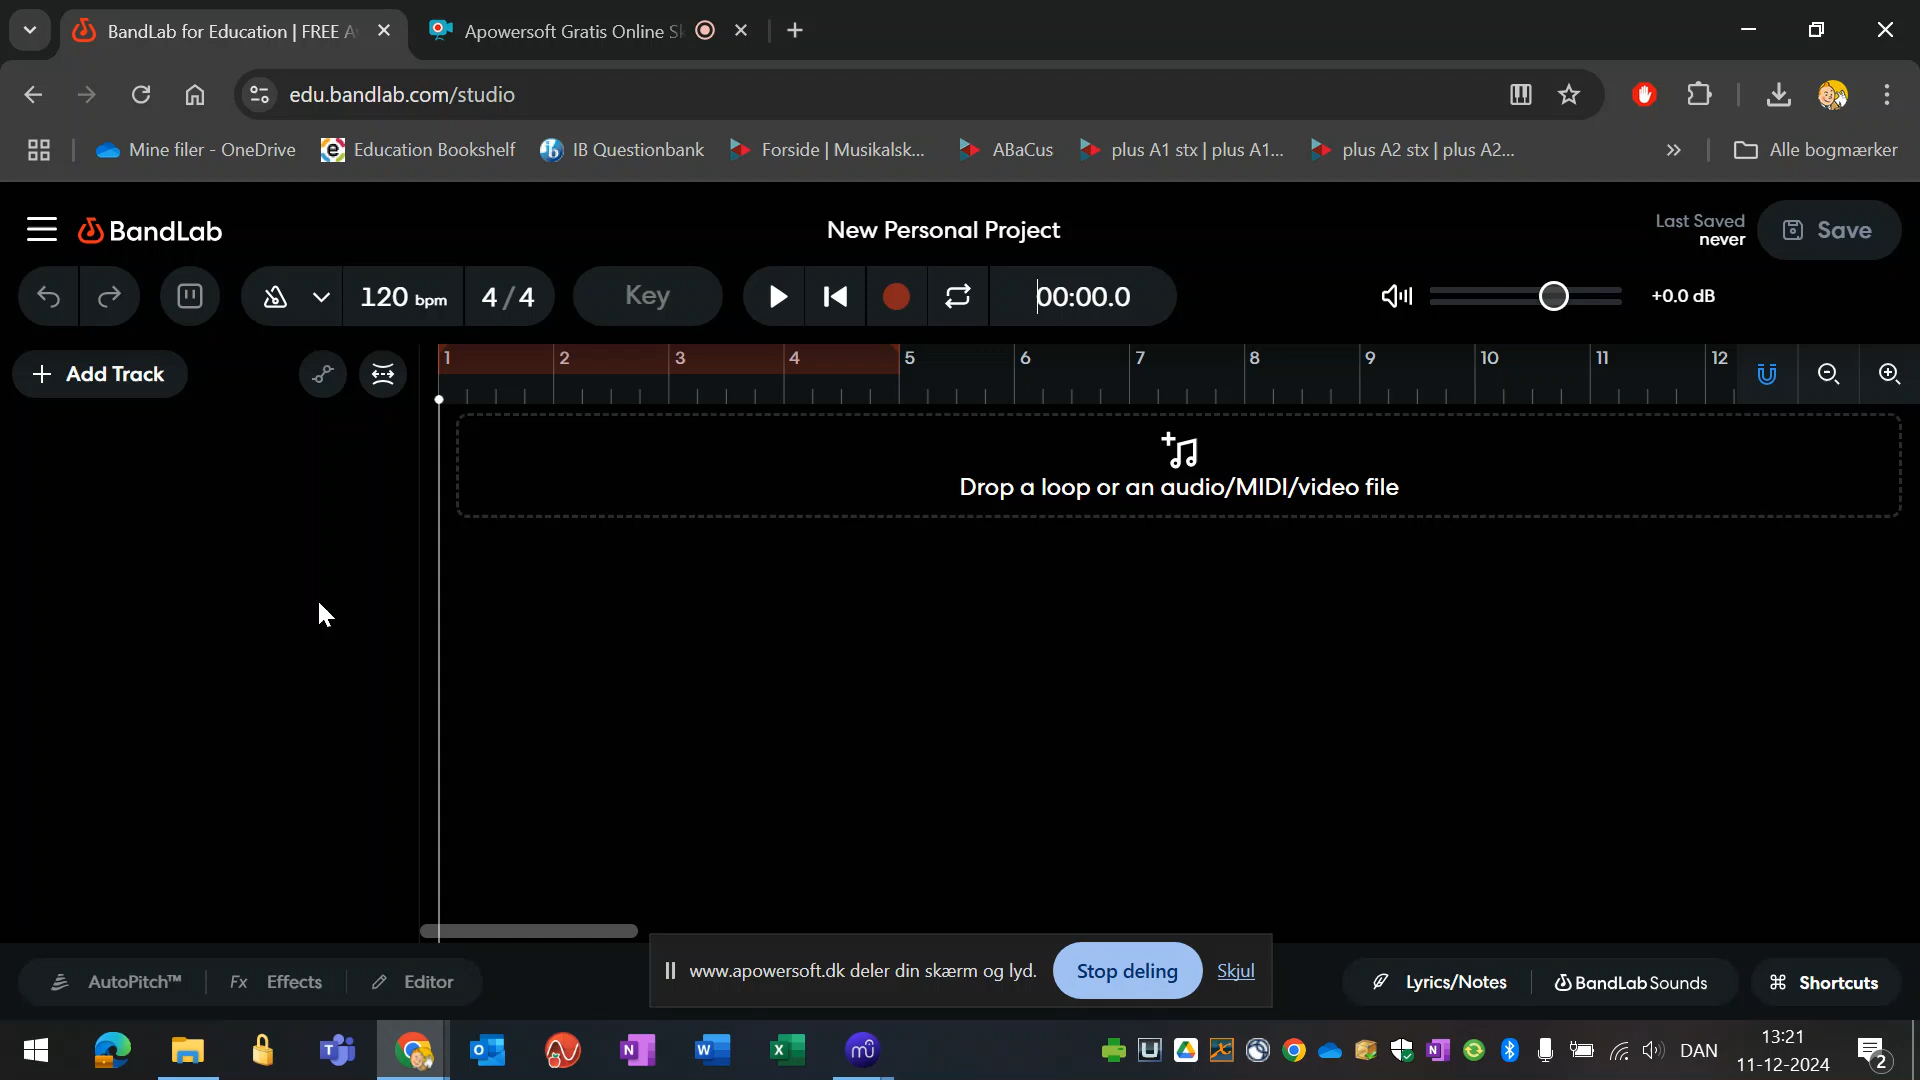 BandLab for Education | FREE A
Apowersoft Gratis Online S
edu.bandlab.com/studio
Mine filer - OneDrive
Education Bookshelf
IB Questionbank
Forside | Musikalsk...
ABaCus
plus A1 stx | plus A1...
plus A2 stx | plus A2...
Alle bogmærker
BandLab
New Personal Project
Last Saved
never
Save
120 bpm
4 / 4
Key
00:00.0
+0.0 dB
Add Track
1 2 3 4 5 6 7 8 9 10 11 12
Drop a loop or an audio/MIDI/video file
AutoPitch™
Fx Effects
Editor
www.apowersoft.dk deler din skærm og lyd.
Stop deling
Skjul
Lyrics/Notes
BandLab Sounds
Shortcuts
DAN
13:21
11-12-2024
2